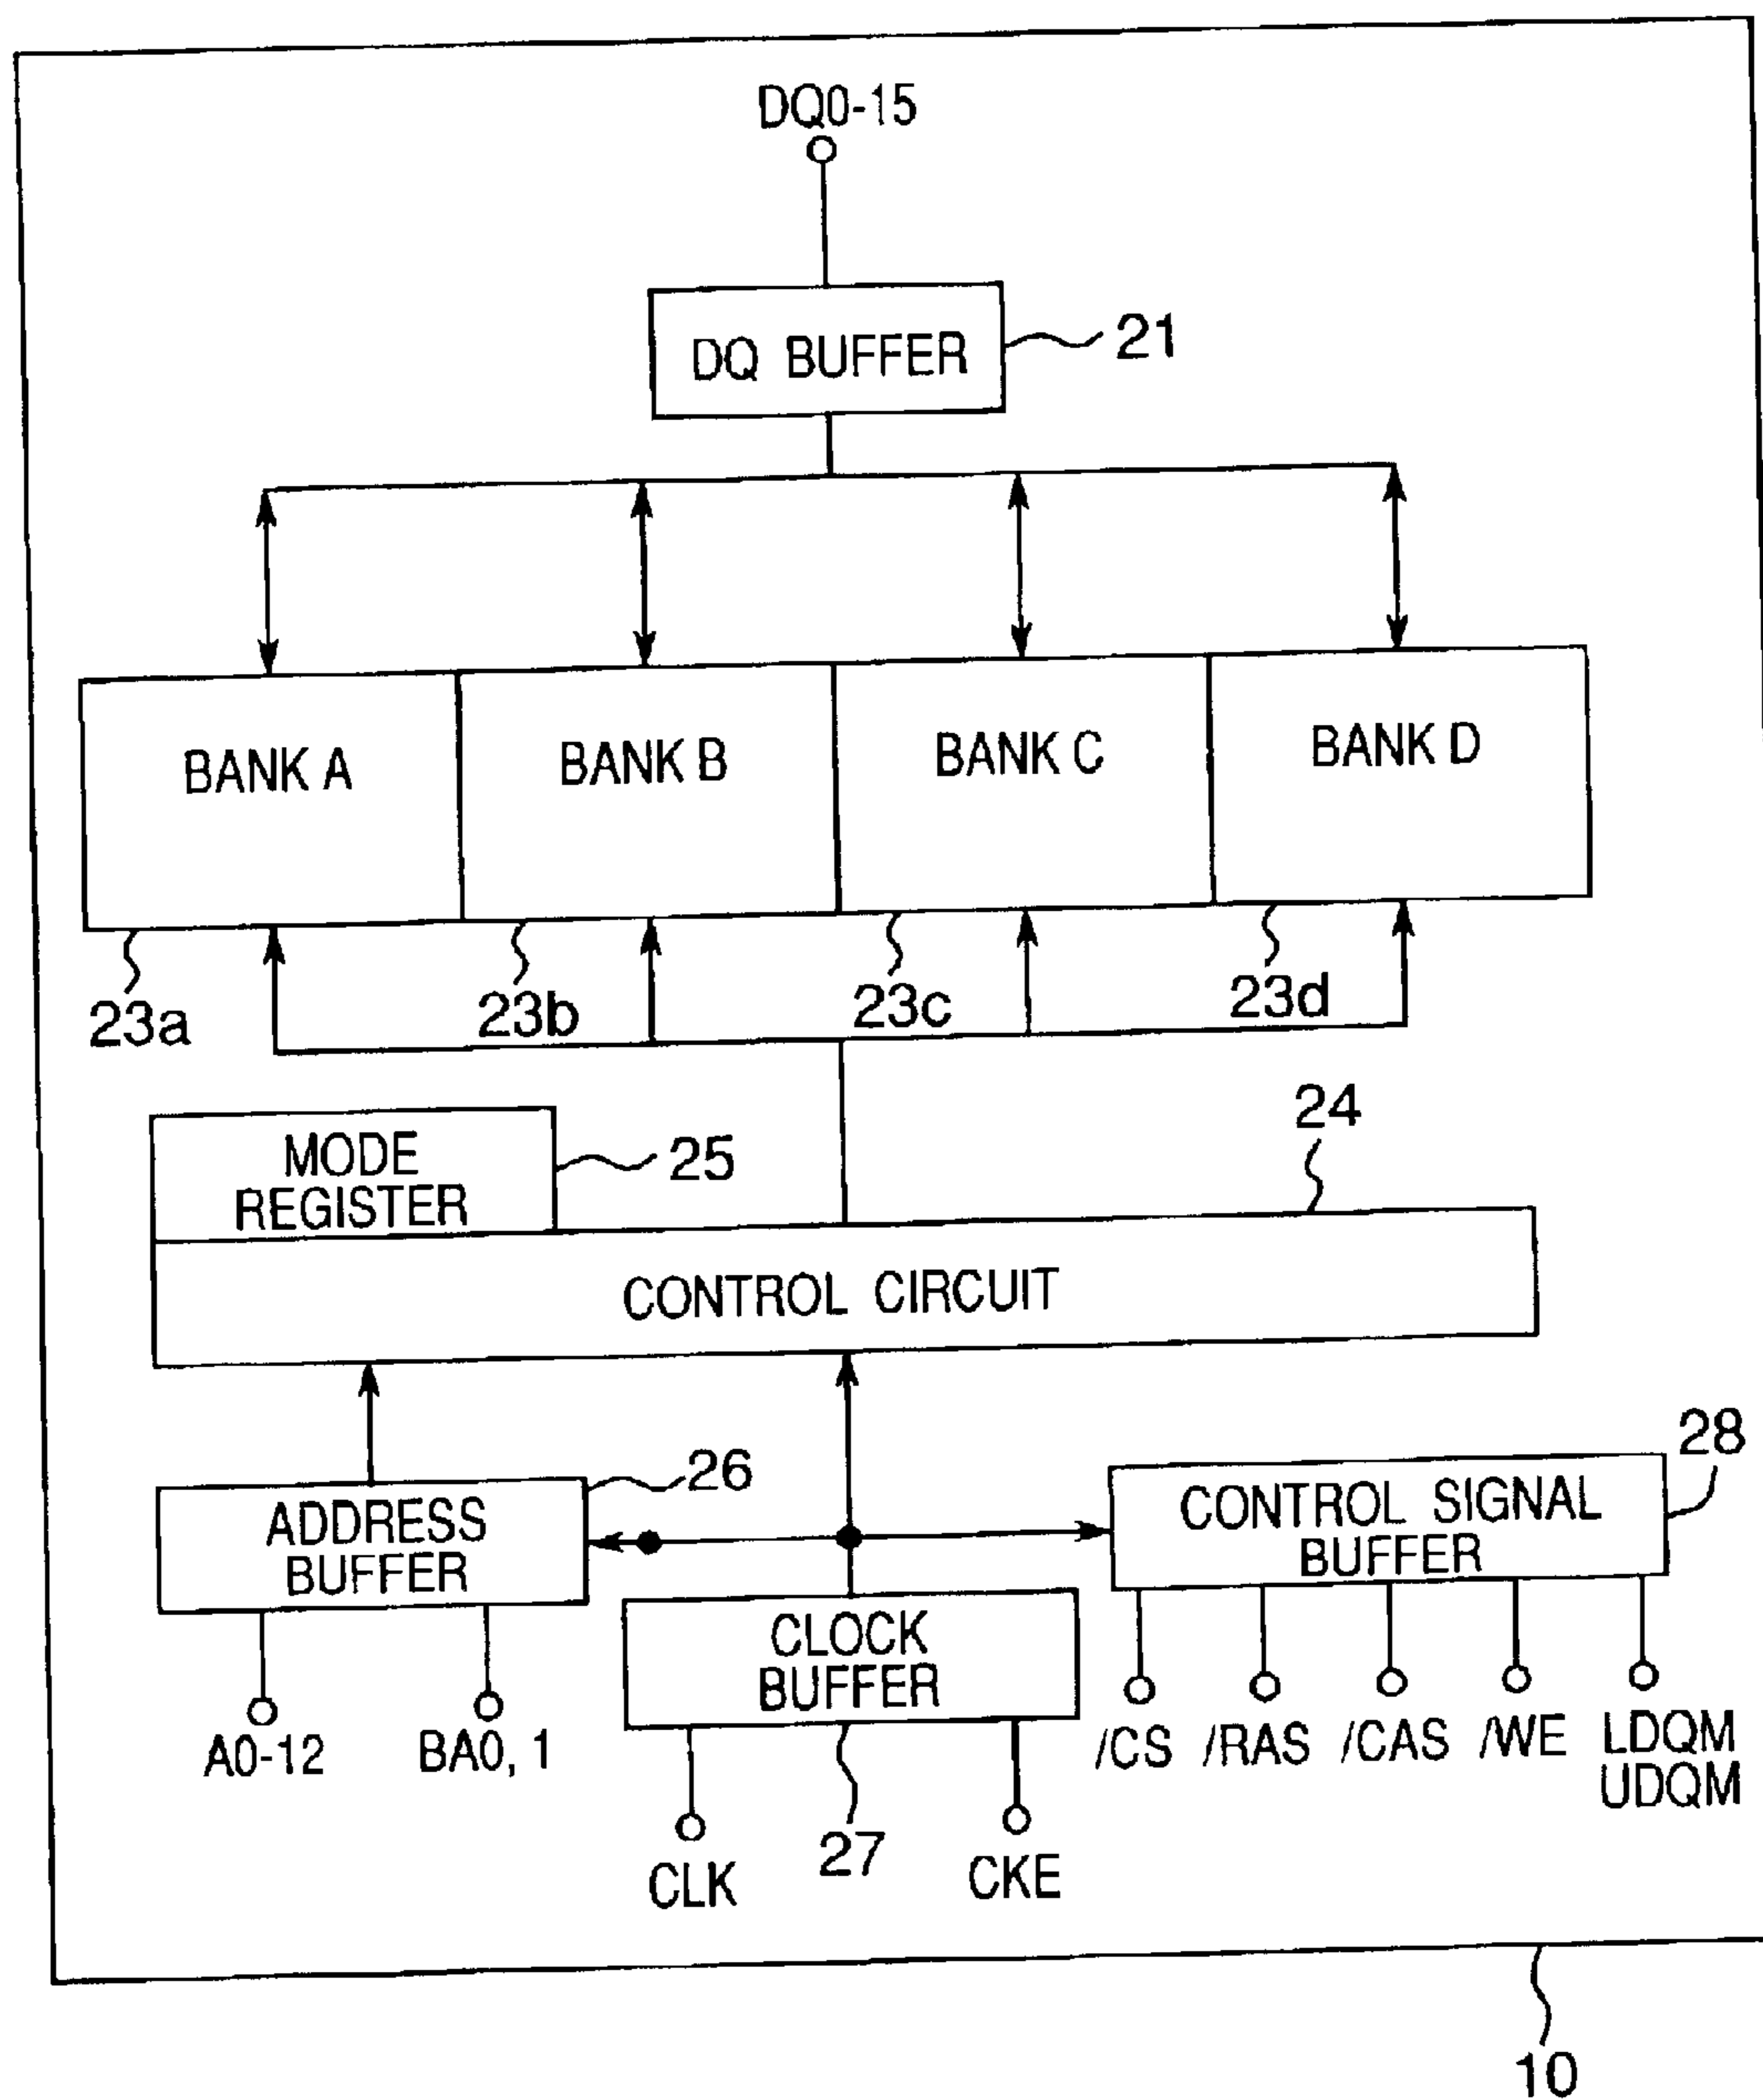 DQ0-15
DQ BUFFER
21
BANK A
BANK B
BANK C
BANK D
23a
23b
23c
23d
24
MODE
REGISTER
25
CONTROL CIRCUIT
26
28
ADDRESS
BUFFER
CONTROL SIGNAL
BUFFER
CLOCK
BUFFER
A0-12
BA0, 1
/CS
/RAS
/CAS
/WE
LDQM
UDQM
CLK
27
CKE
10